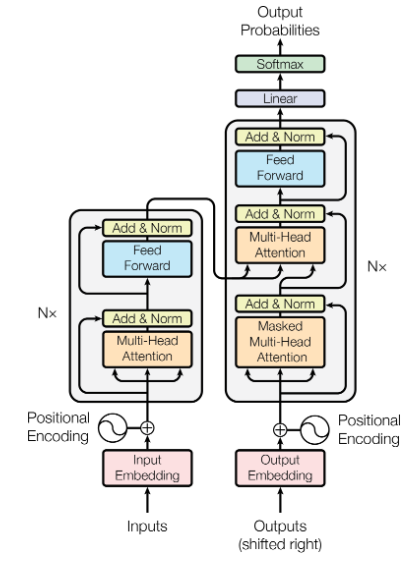 Output
Probabilities
Softmax
Linear
Add & Norm
Feed
Forward
Add & Norm
Multi-Head
Attention
Add & Norm
Masked
Multi-Head
Attention
N×
Add & Norm
Feed
Forward
Add & Norm
Multi-Head
Attention
N×
Positional
Encoding
Positional
Encoding
Input
Embedding
Output
Embedding
Inputs
Outputs
(shifted right)